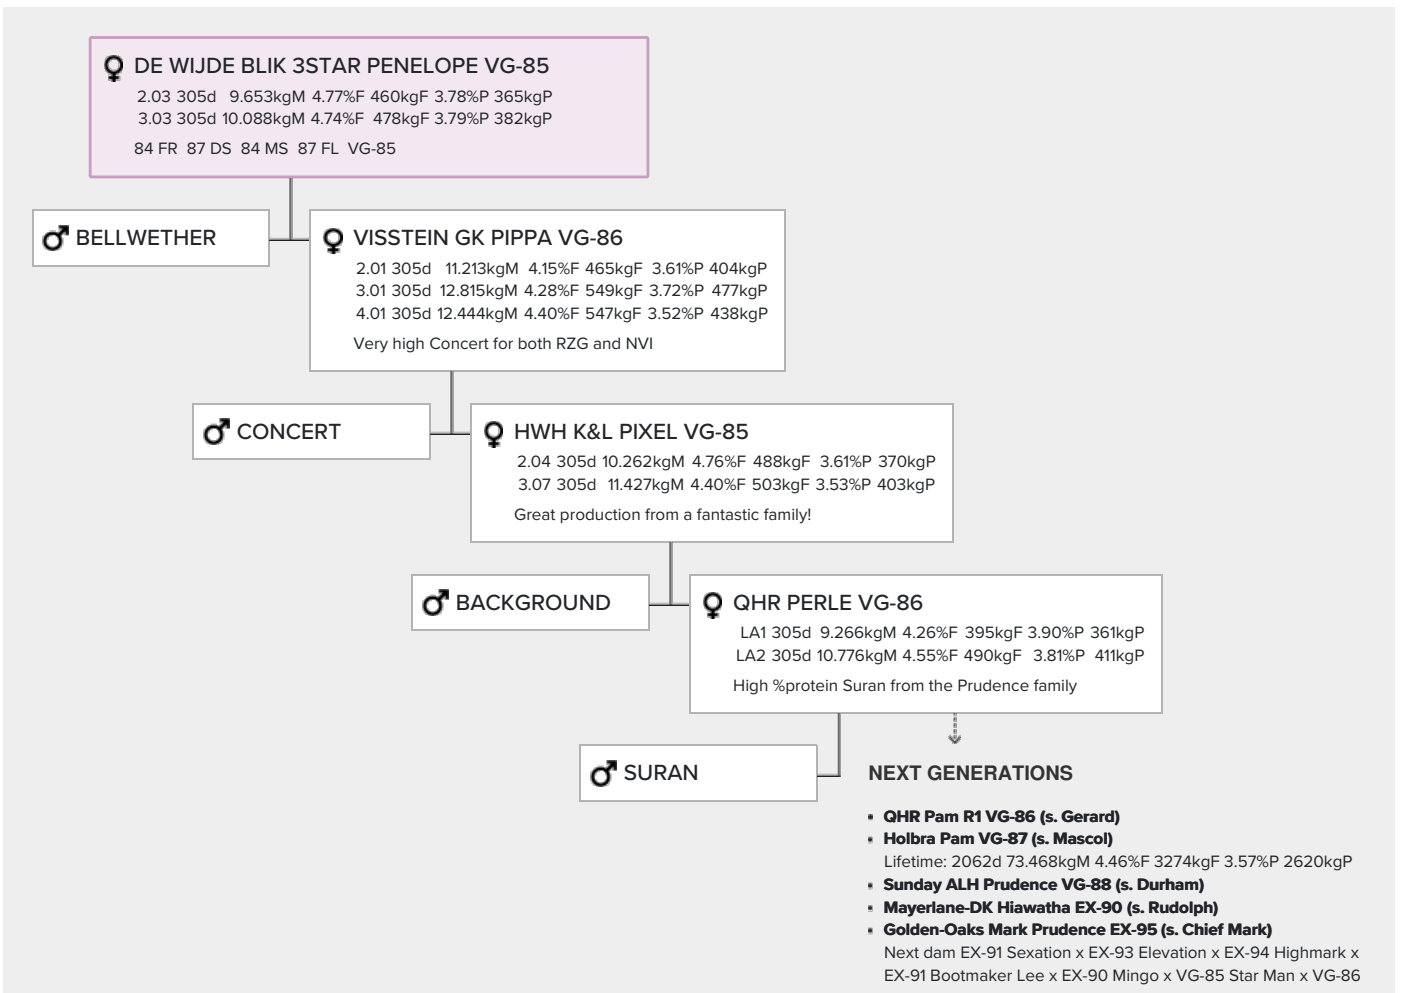 DE WIJDE BLIK 3STAR PENELOPE VG-85
2.03 305d 9.653kgM 4.77%F 460kgF 3.78%P 365kgP
3.03 305d 10.088kgM 4.74%F 478kgF 3.79%P 382kgP
84 FR 87 DS 84 MS 87 FL VG-85
BELLWETHER
VISSTEIN GK PIPPA VG-86
2.01 305d 11.213kgM 4.15%F 465kgF 3.61%P 404kgP
3.01 305d 12.815kgM 4.28%F 549kgF 3.72%P 477kgP
4.01 305d 12.444kgM 4.40%F 547kgF 3.52%P 438kgP
Very high Concert for both RZG and NVI
CONCERT
HWH K&L PIXEL VG-85
2.04 305d 10.262kgM 4.76%F 488kgF 3.61%P 370kgP
3.07 305d 11.427kgM 4.40%F 503kgF 3.53%P 403kgP
Great production from a fantastic family!
BACKGROUND
QHR PERLE VG-86
LA1 305d 9.266kgM 4.26%F 395kgF 3.90%P 361kgP
LA2 305d 10.776kgM 4.55%F 490kgF 3.81%P 411kgP
High %protein Suran from the Prudence family
SURAN
NEXT GENERATIONS
• QHR Pam R1 VG-86 (s. Gerard)
• Holbra Pam VG-87 (s. Mascol)
Lifetime: 2062d 73.468kgM 4.46%F 3274kgF 3.57%P 2620kgP
• Sunday ALH Prudence VG-88 (s. Durham)
• Mayerlane-DK Hiawatha EX-90 (s. Rudolph)
• Golden-Oaks Mark Prudence EX-95 (s. Chief Mark)
Next dam EX-91 Sexation x EX-93 Elevation x EX-94 Highmark x
EX-91 Bootmaker Lee x EX-90 Mingo x VG-85 Star Man x VG-86